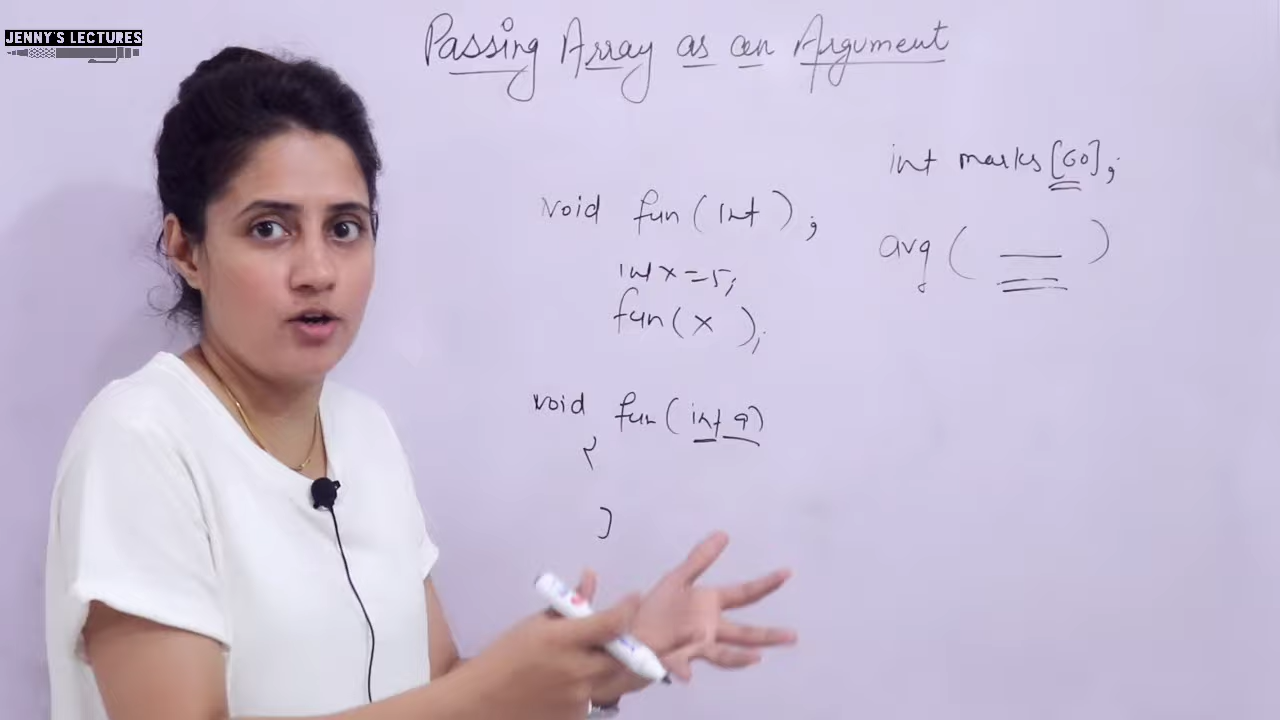 JENNY'S LECTURES
Passing Array as an Argument
int marks[60];
void fun(int);
avg( ___ )
int x=5;
fun(x);
void fun(int a)
{
}